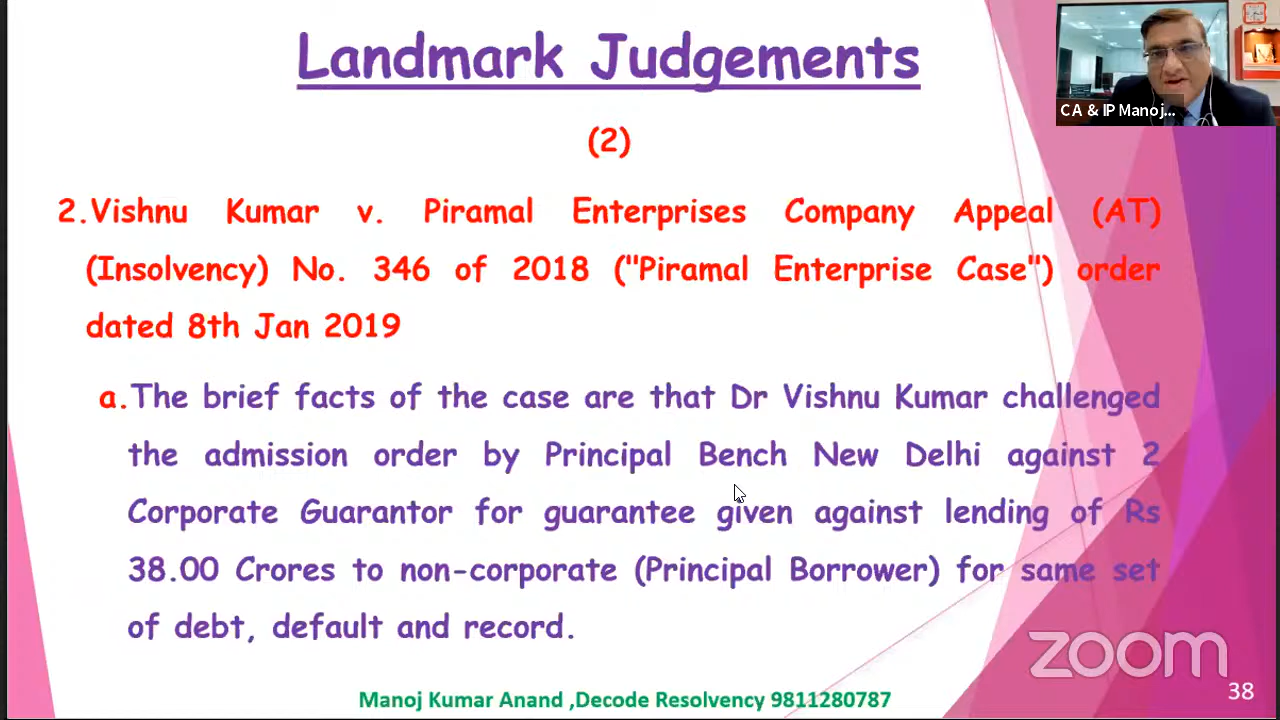 Landmark Judgements
CA & IP Manoj...
(2)
2.Vishnu Kumar v. Piramal Enterprises Company Appeal (AT)
(Insolvency) No. 346 of 2018 ("Piramal Enterprise Case") order
dated 8th Jan 2019
a.The brief facts of the case are that Dr Vishnu Kumar challenged
the admission order by Principal Bench New Delhi against 2
Corporate Guarantor for guarantee given against lending of Rs
38.00 Crores to non-corporate (Principal Borrower) for same set
of debt, default and record.
zoom
Manoj Kumar Anand ,Decode Resolvency 9811280787
38